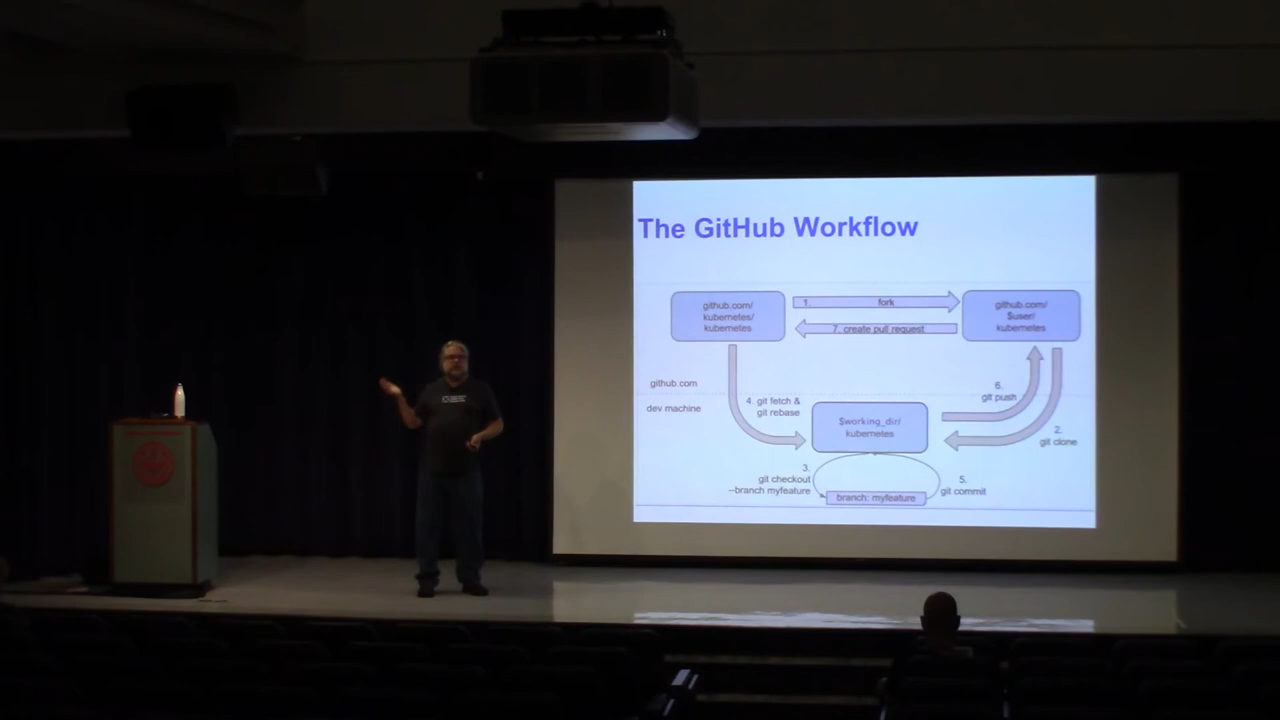 The GitHub Workflow
github.com/
kubernetes/
kubernetes
1.
fork
7. create pull request
github.com/
$user/
kubernetes
github.com
dev machine
4. git fetch &
git rebase
$working_dir/
kubernetes
6.
git push
2.
git clone
3.
git checkout
--branch myfeature
branch: myfeature
5.
git commit